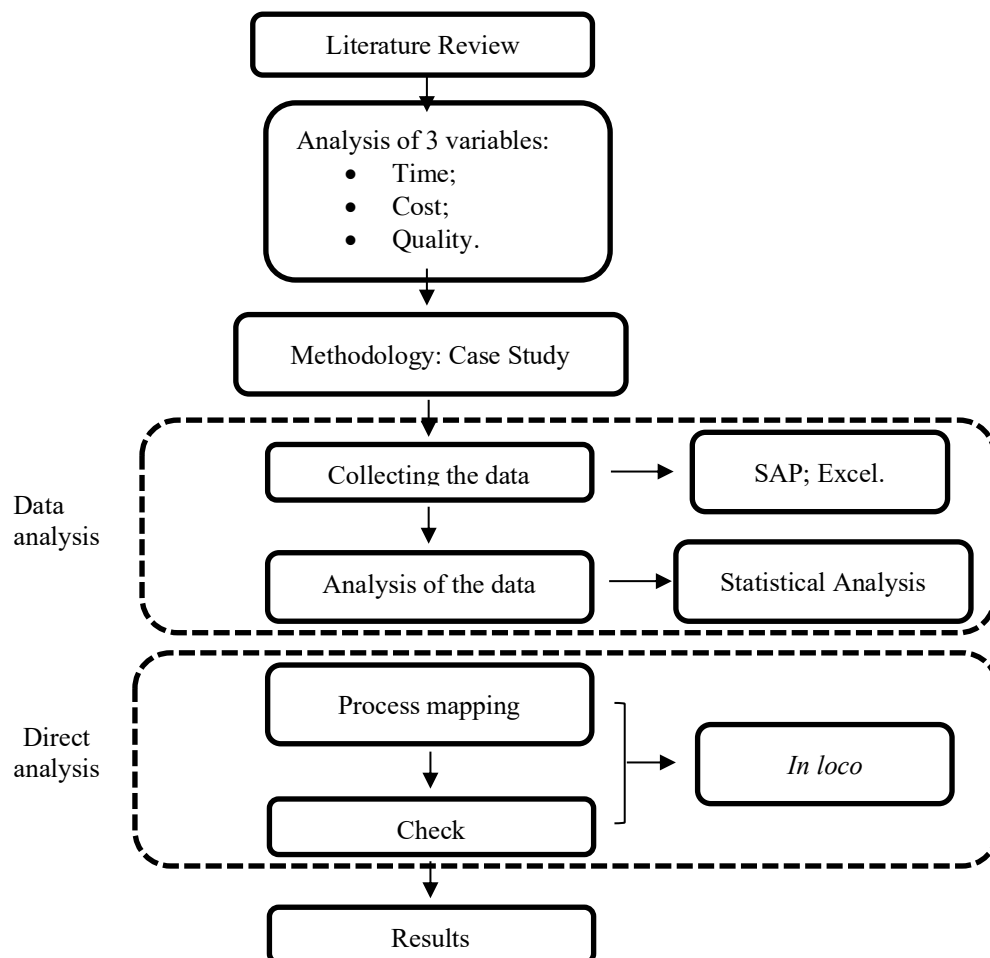 Literature Review
Analysis of 3 variables:
• Time;
• Cost;
• Quality.
Methodology: Case Study
Data
analysis
Collecting the data
SAP; Excel.
Analysis of the data
Statistical Analysis
Direct
analysis
Process mapping
In loco
Check
Results